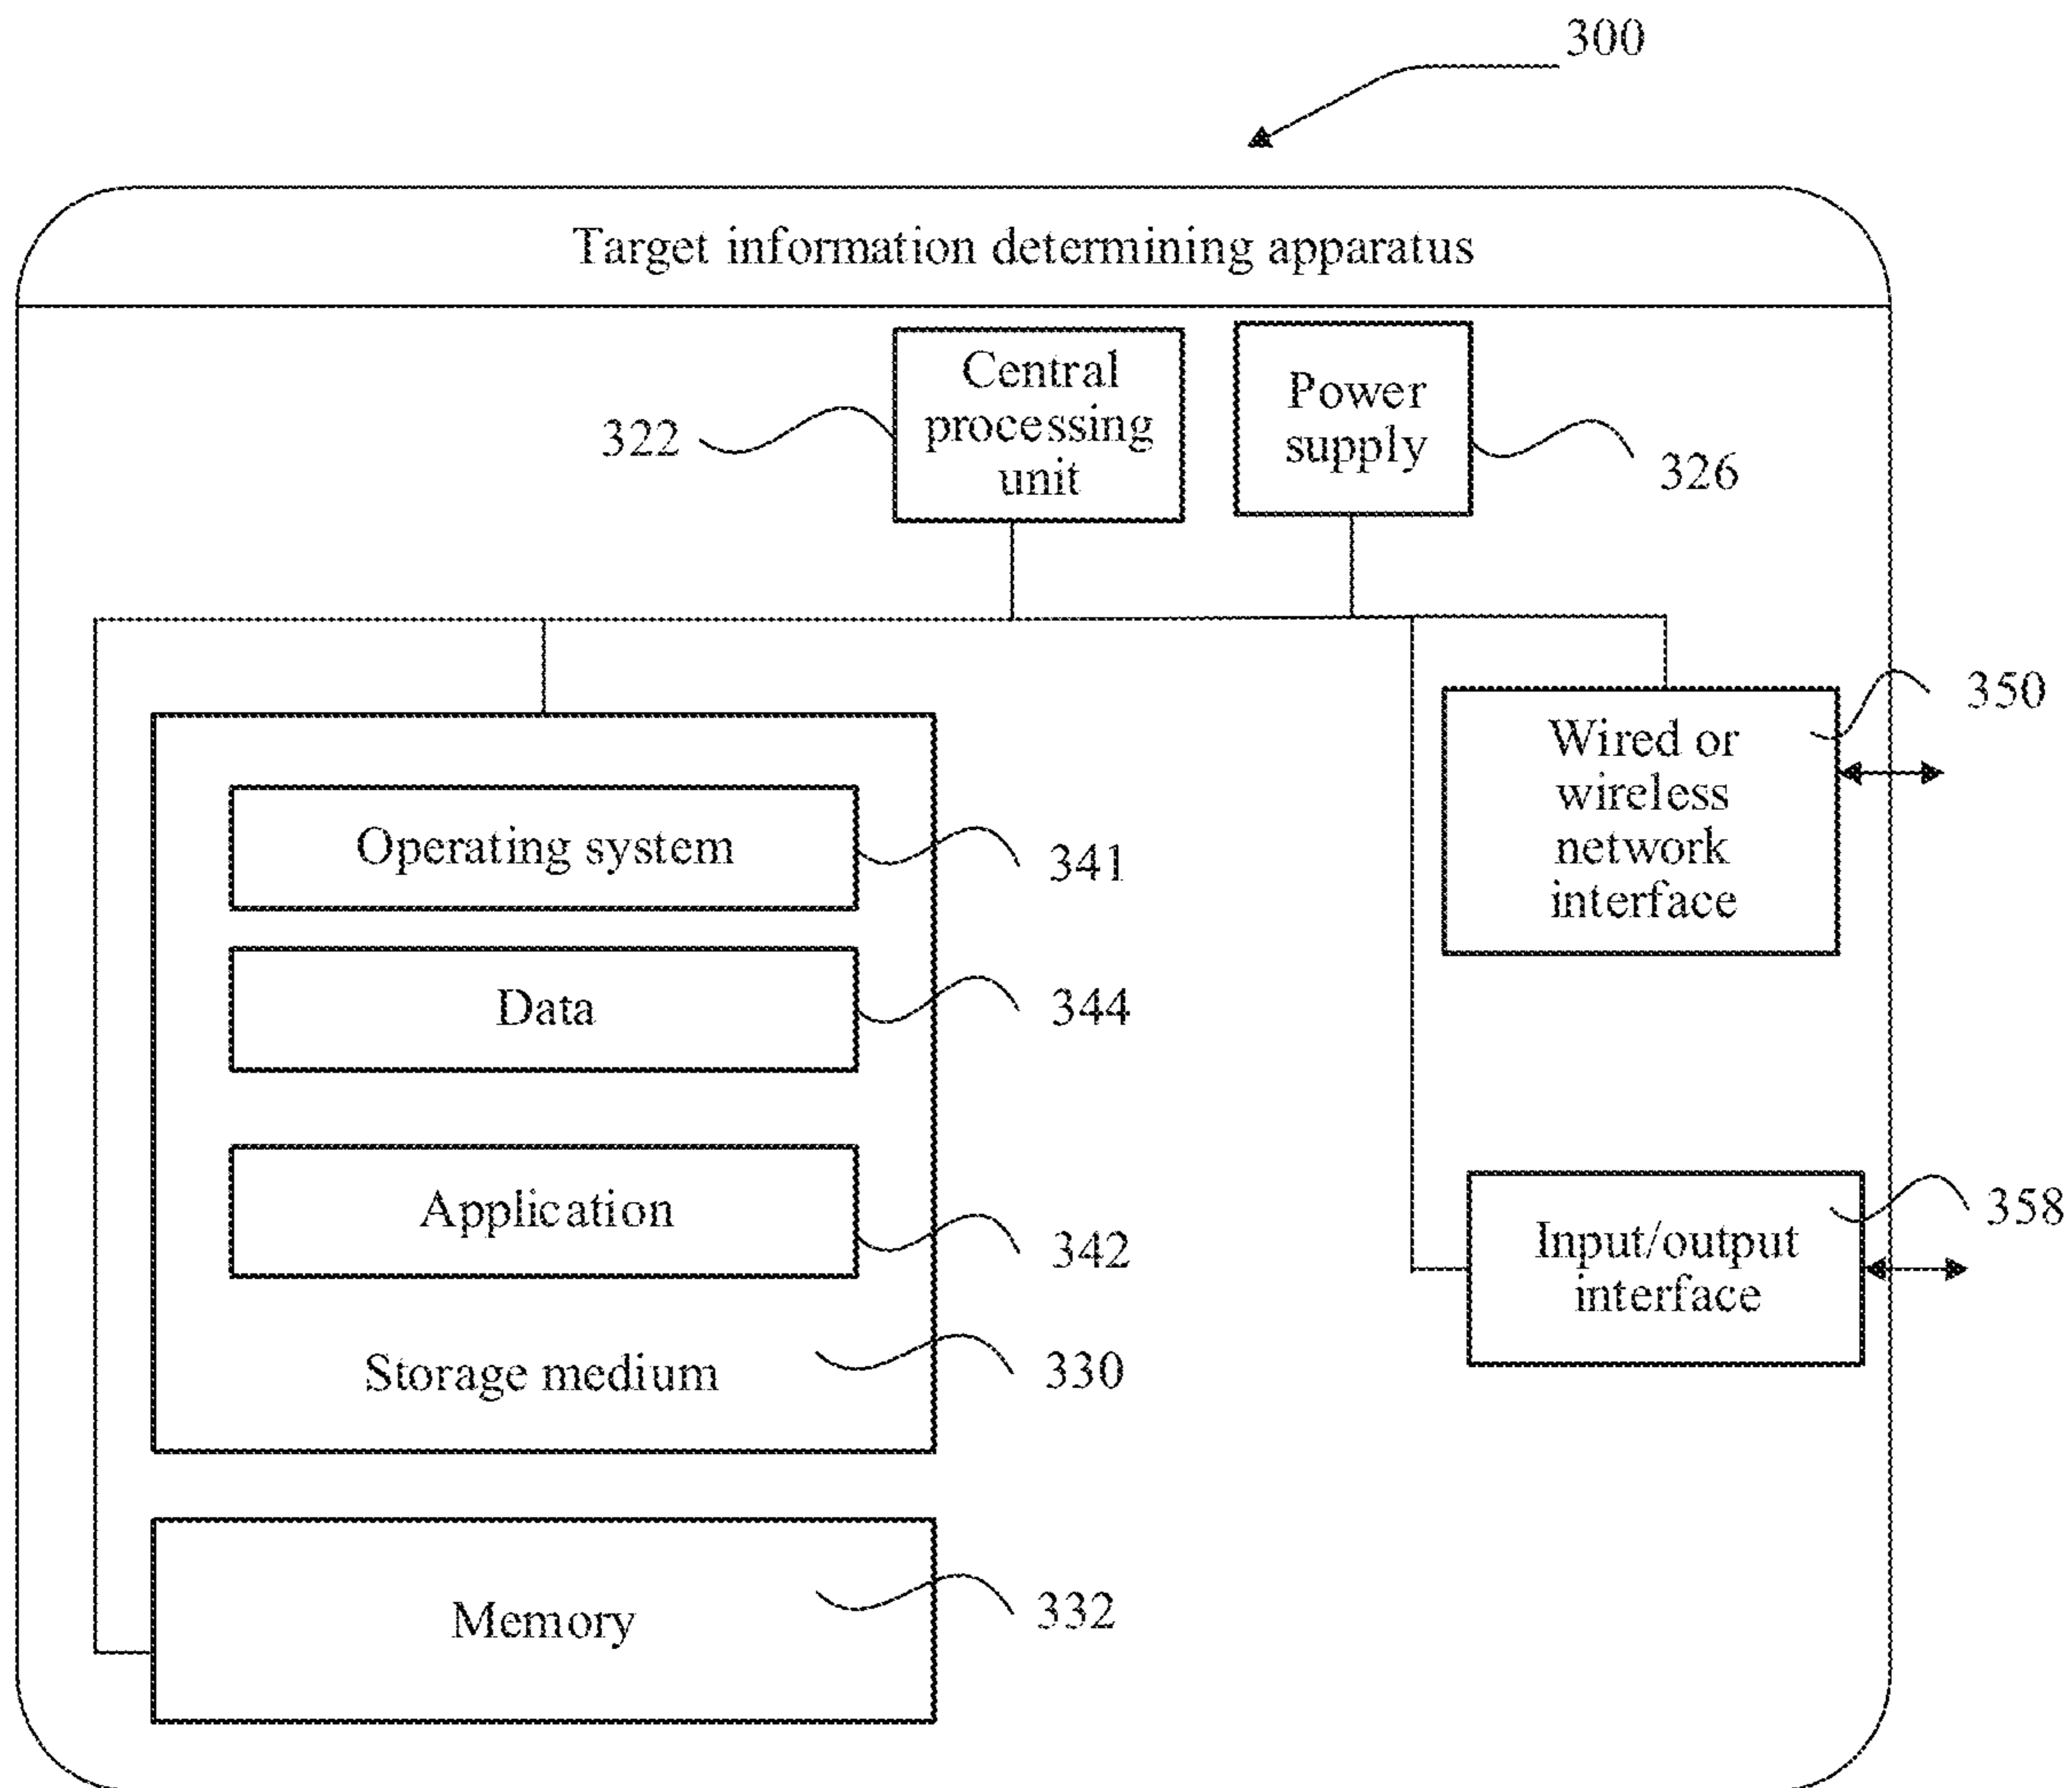 300
Target information determining apparatus
Central
processing
unit
322
Power
supply
326
Operating system
341
Data
344
Application
342
Storage medium
330
Memory
332
Wired or
wireless
network
interface
350
Input/output
interface
358